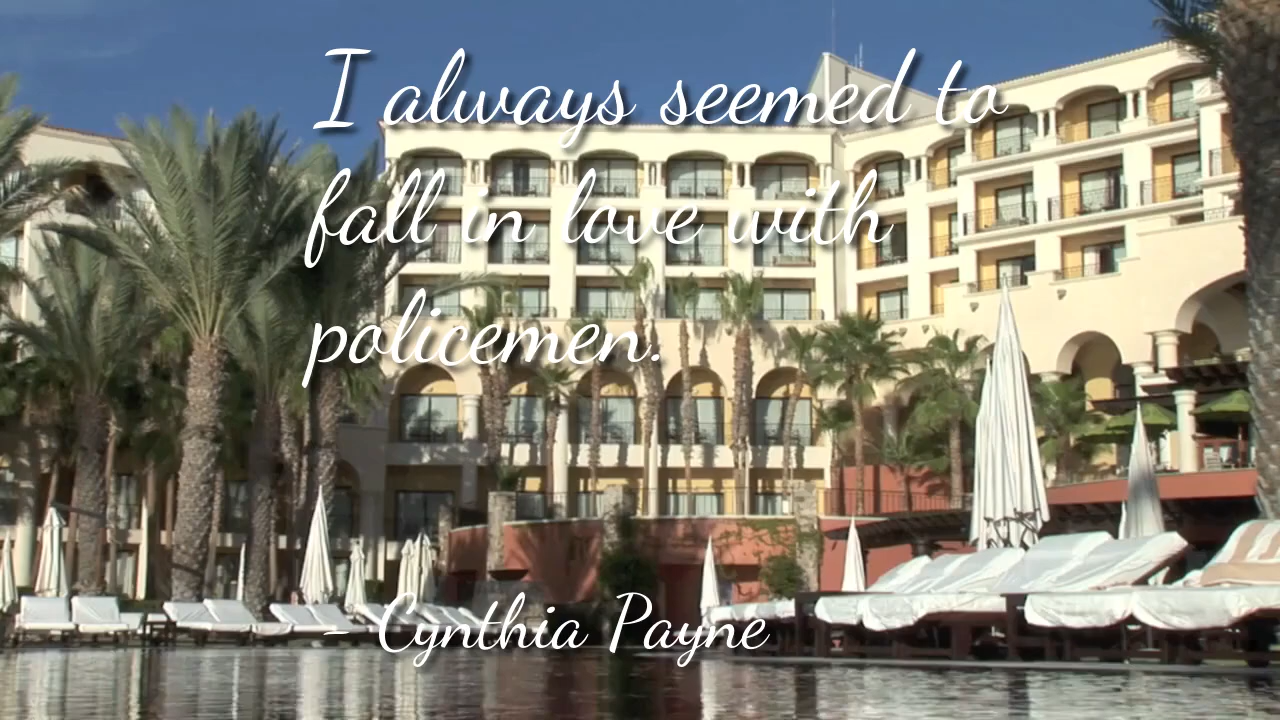 I always seemed to
fall in love with
policemen.
- Cynthia Payne